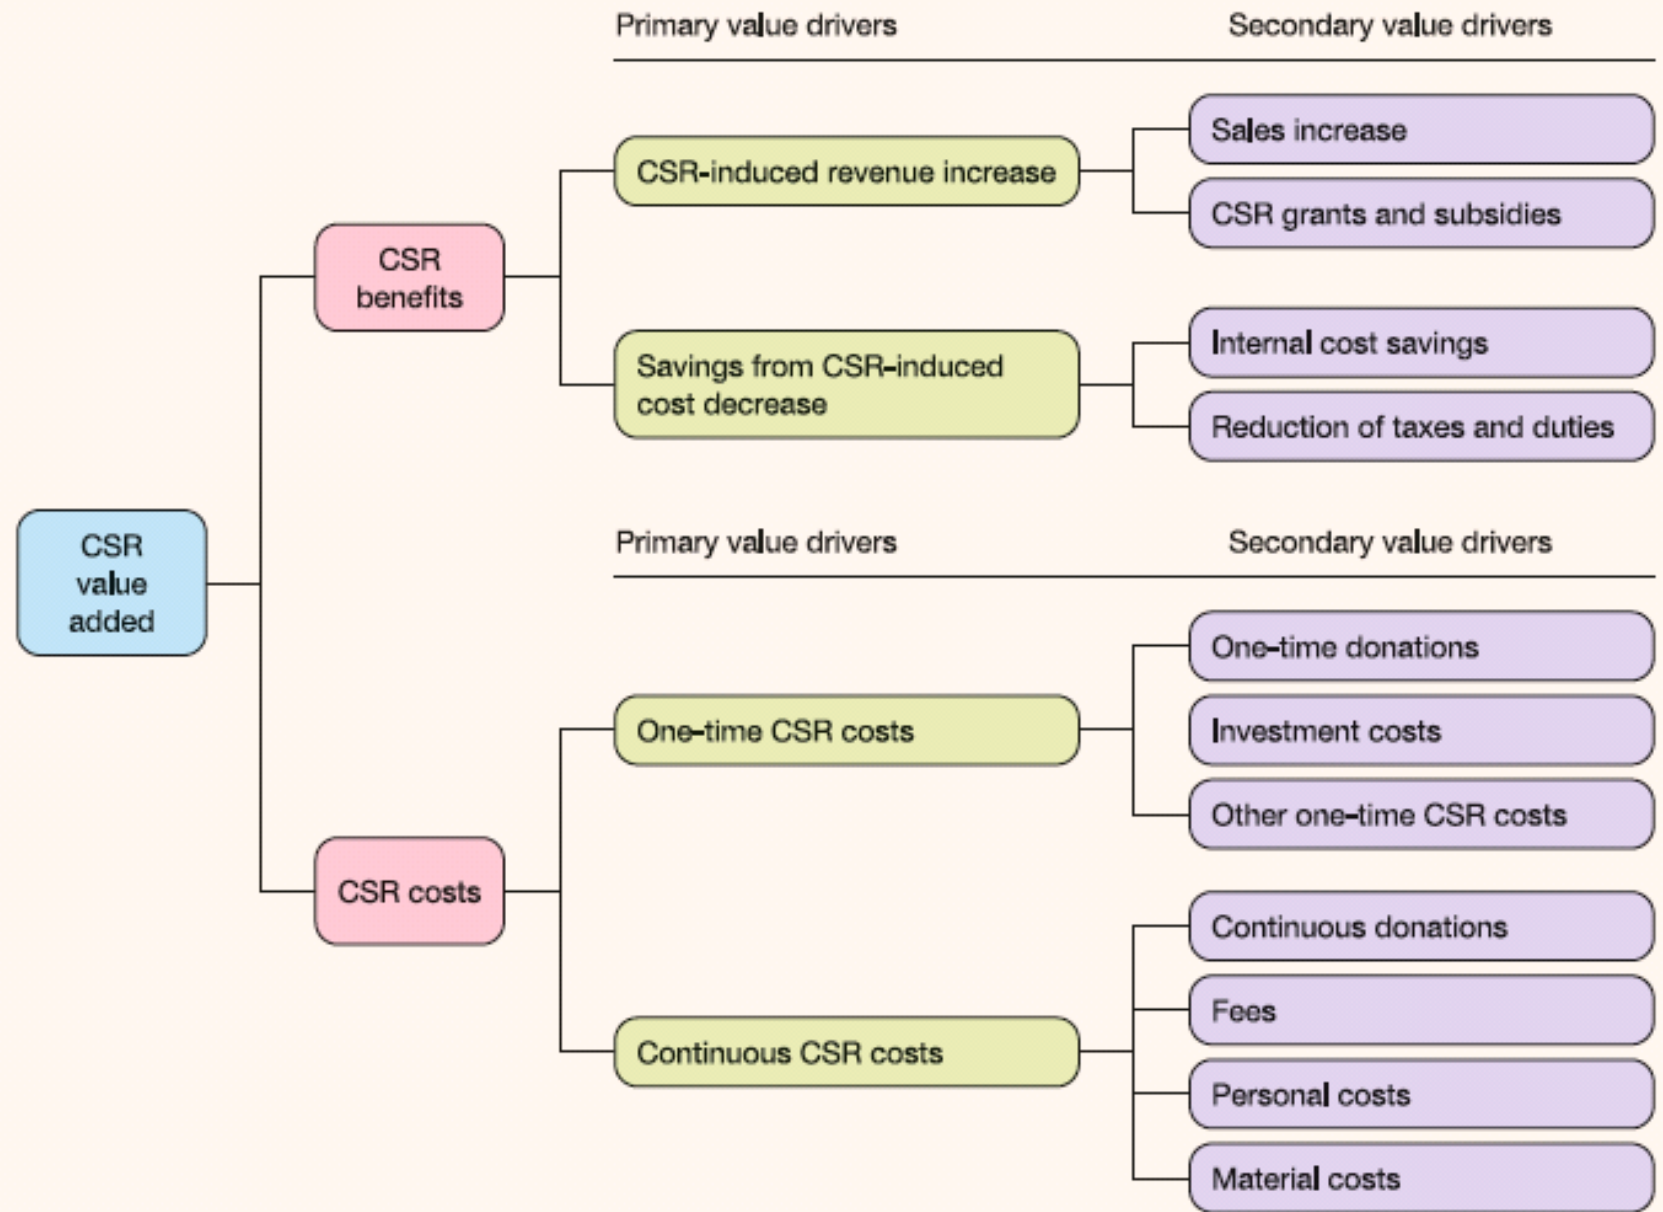 Primary value drivers
Secondary value drivers
Sales increase
CSR-induced revenue increase
CSR grants and subsidies
CSR
benefits
Internal cost savings
Savings from CSR-induced
cost decrease
Reduction of taxes and duties
CSR
value
added
Primary value drivers
Secondary value drivers
One-time donations
One-time CSR costs
Investment costs
Other one-time CSR costs
CSR costs
Continuous donations
Fees
Continuous CSR costs
Personal costs
Material costs